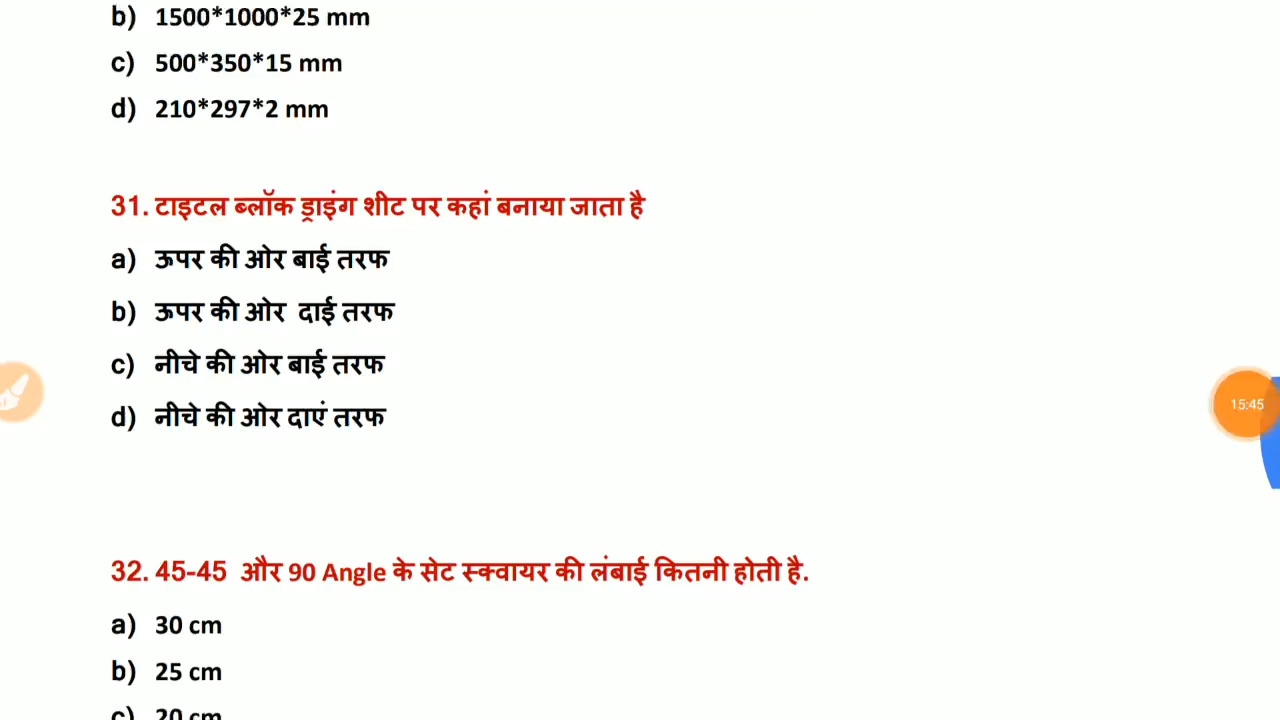 b) 1500*1000*25 mm
c) 500*350*15 mm
d) 210*297*2 mm
31. टाइटल ब्लॉक ड्राइंग शीट पर कहां बनाया जाता है
a) ऊपर की ओर बाई तरफ
b) ऊपर की ओर दाई तरफ
c) नीचे की ओर बाई तरफ
d) नीचे की ओर दाएं तरफ
15:45
32. 45-45 और 90 Angle के सेट स्क्वायर की लंबाई कितनी होती है.
a) 30 cm
b) 25 cm
c) 20 cm